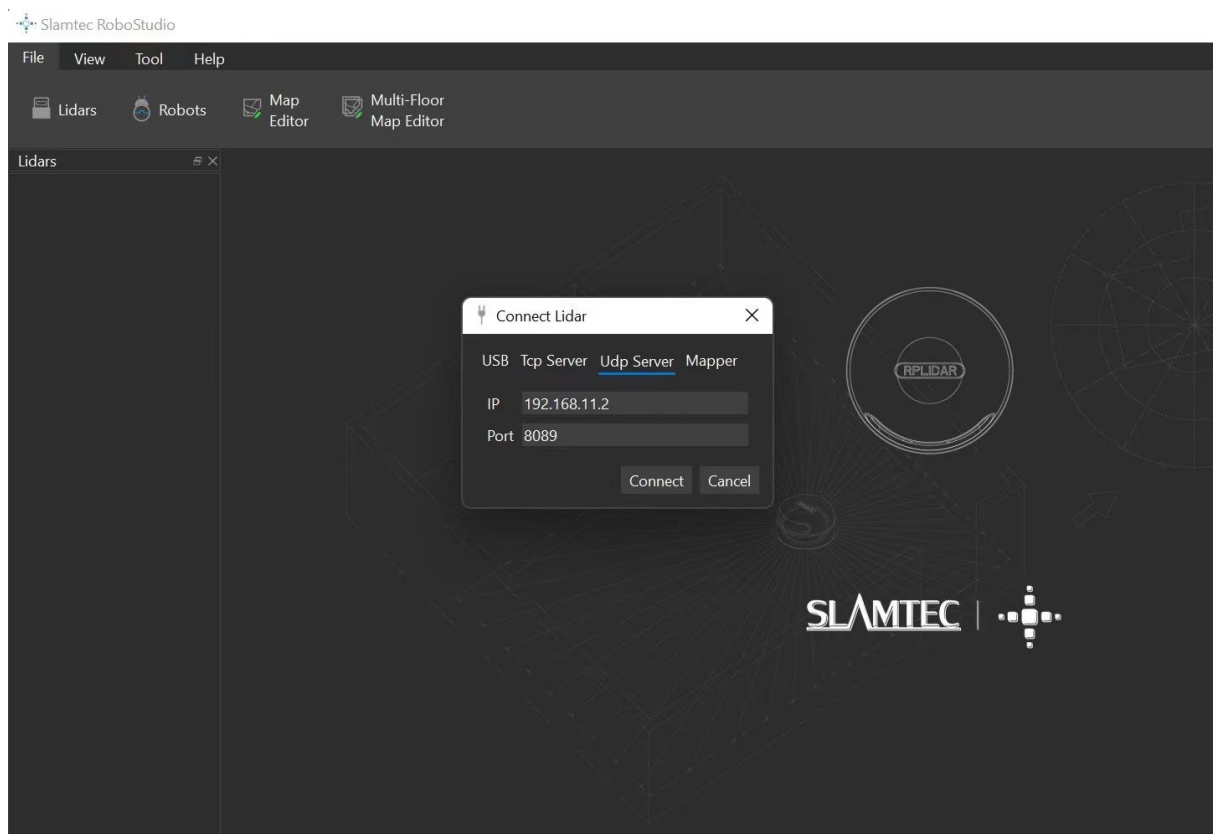 Slamtec RoboStudio
File View Tool Help
Lidars
Robots
Map
Editor
Multi-Floor
Map Editor
Lidars
Connect Lidar
USB Tcp Server Udp Server Mapper
IP 192.168.11.2
Port 8089
Connect Cancel
RPLIDAR
SLAMTEC